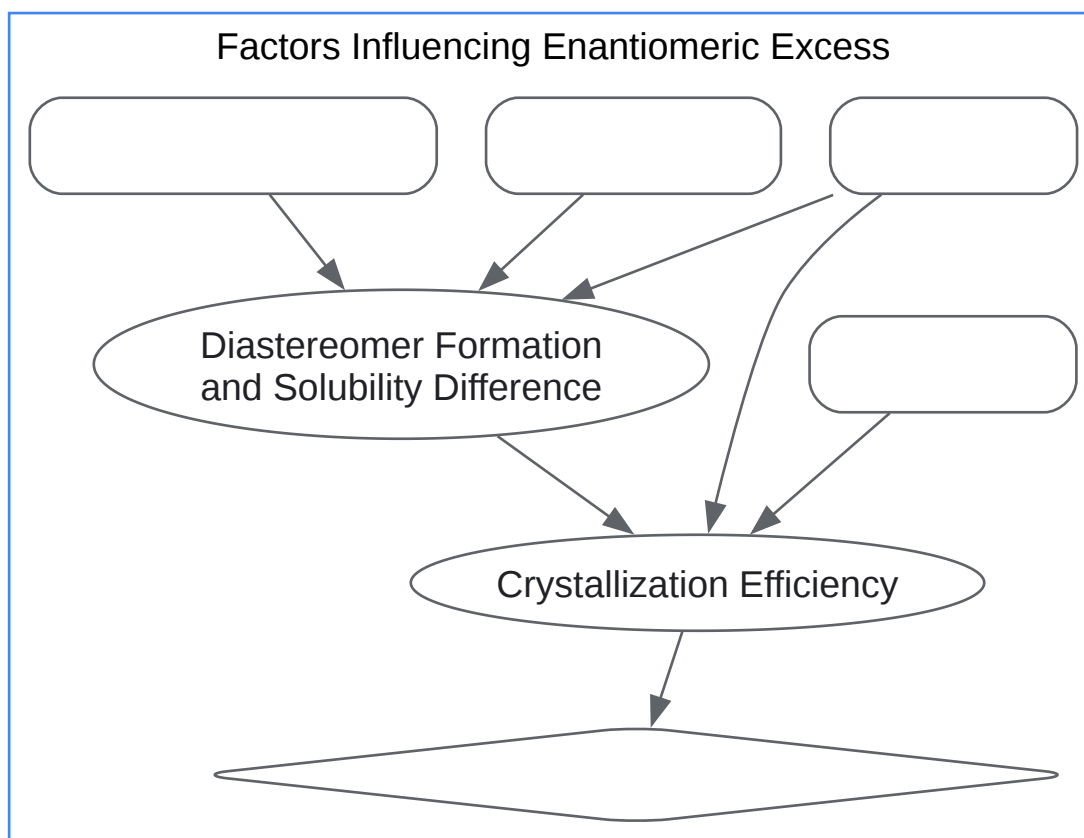 Factors Influencing Enantiomeric Excess
Diastereomer Formation
and Solubility Difference
Crystallization Efficiency